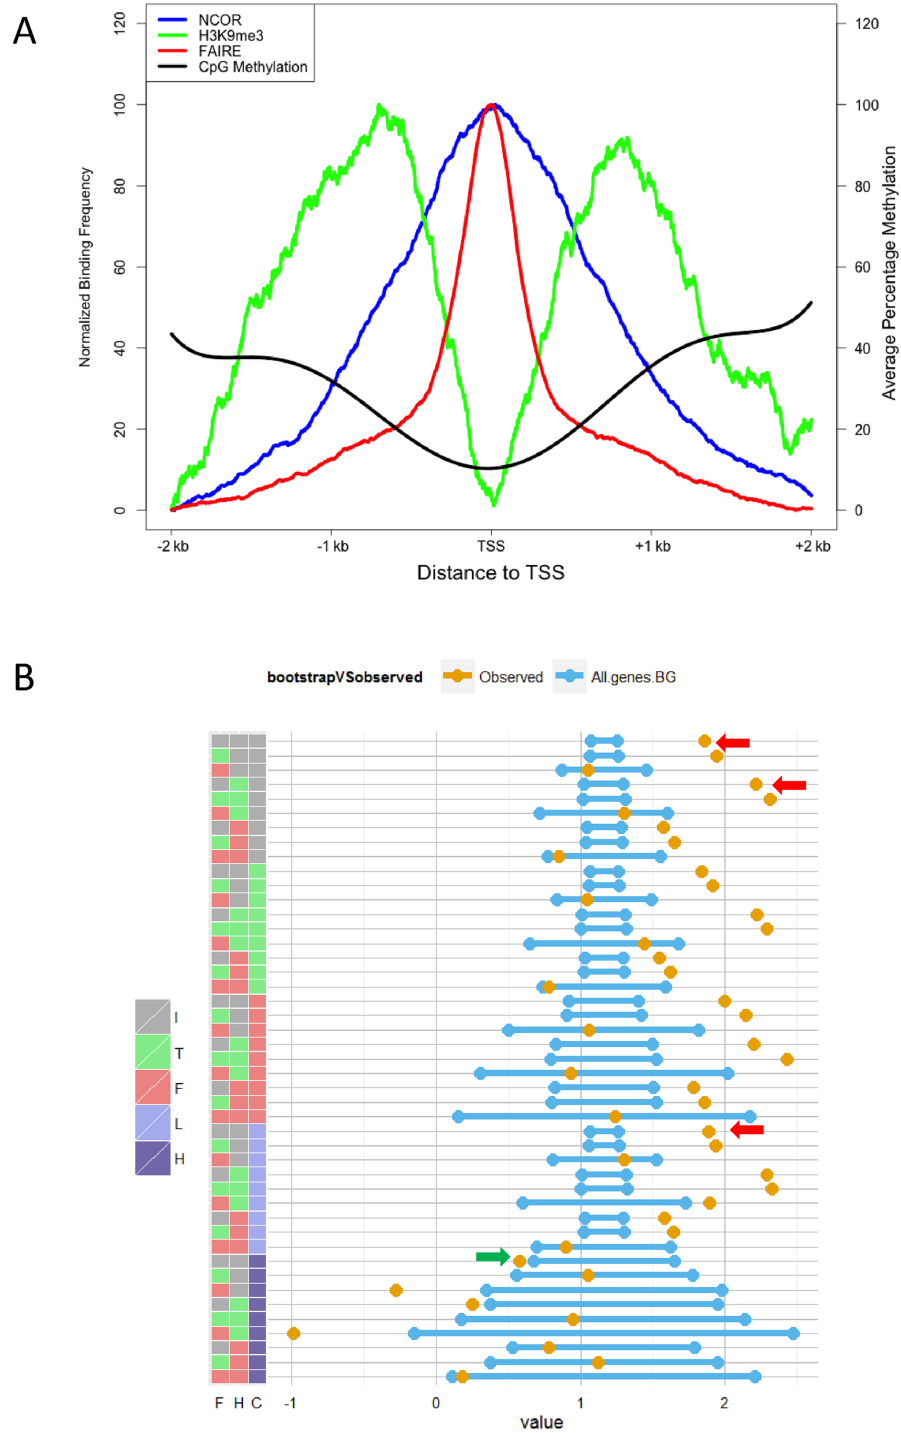 A
NCOR
H3K9me3
FAIRE
CpG Methylation
120
100
80
60
40
20
0
Normalized Binding Frequency
120
100
80
60
40
20
0
Average Percentage Methylation
-2 kb -1 kb TSS +1 kb +2 kb
Distance to TSS
B
bootstrapVSobserved Observed All.genes.BG
I
T
F
L
H
F H C -1 0 1 2
value